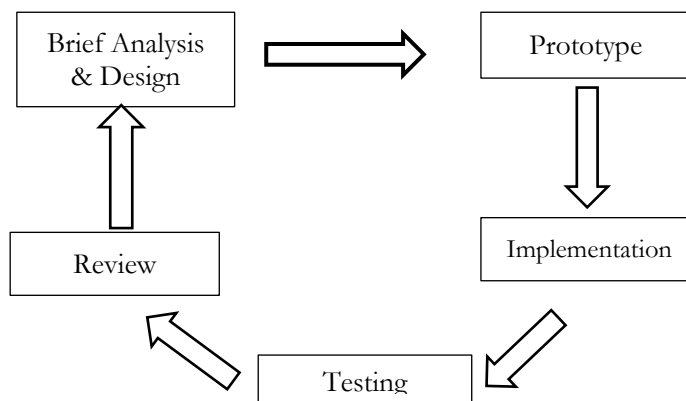 Brief Analysis
& Design
Prototype
Implementation
Testing
Review